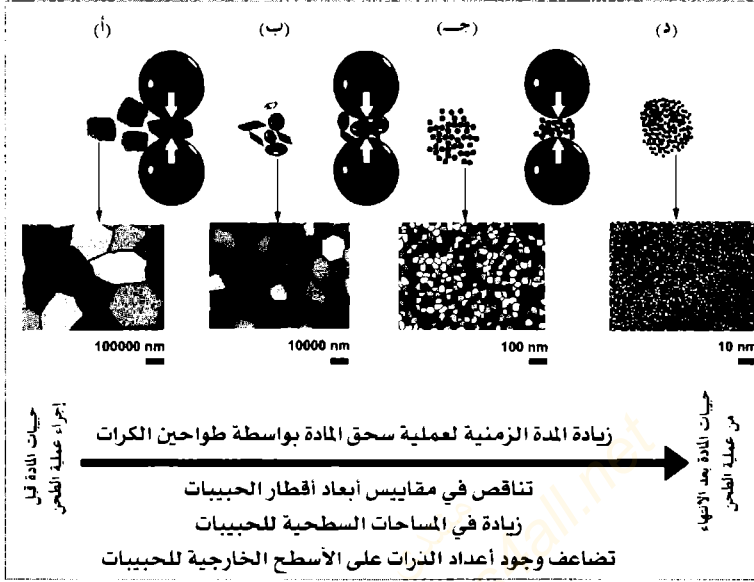 (أ) (ب) (جـ) (د)
100000 nm 10000 nm 100 nm 10 nm
حبيبات المادة قبل
إجراء عملية الطحن
زيادة المدة الزمنية لعملية سحق المادة بواسطة طواحين الكرات
تناقص في مقاييس أبعاد أقطار الحبيبات
زيادة في المساحات السطحية للحبيبات
تضاعف وجود أعداد الذرات على الأسطح الخارجية للحبيبات
حبيبات المادة بعد الانتهاء
من عملية الطحن